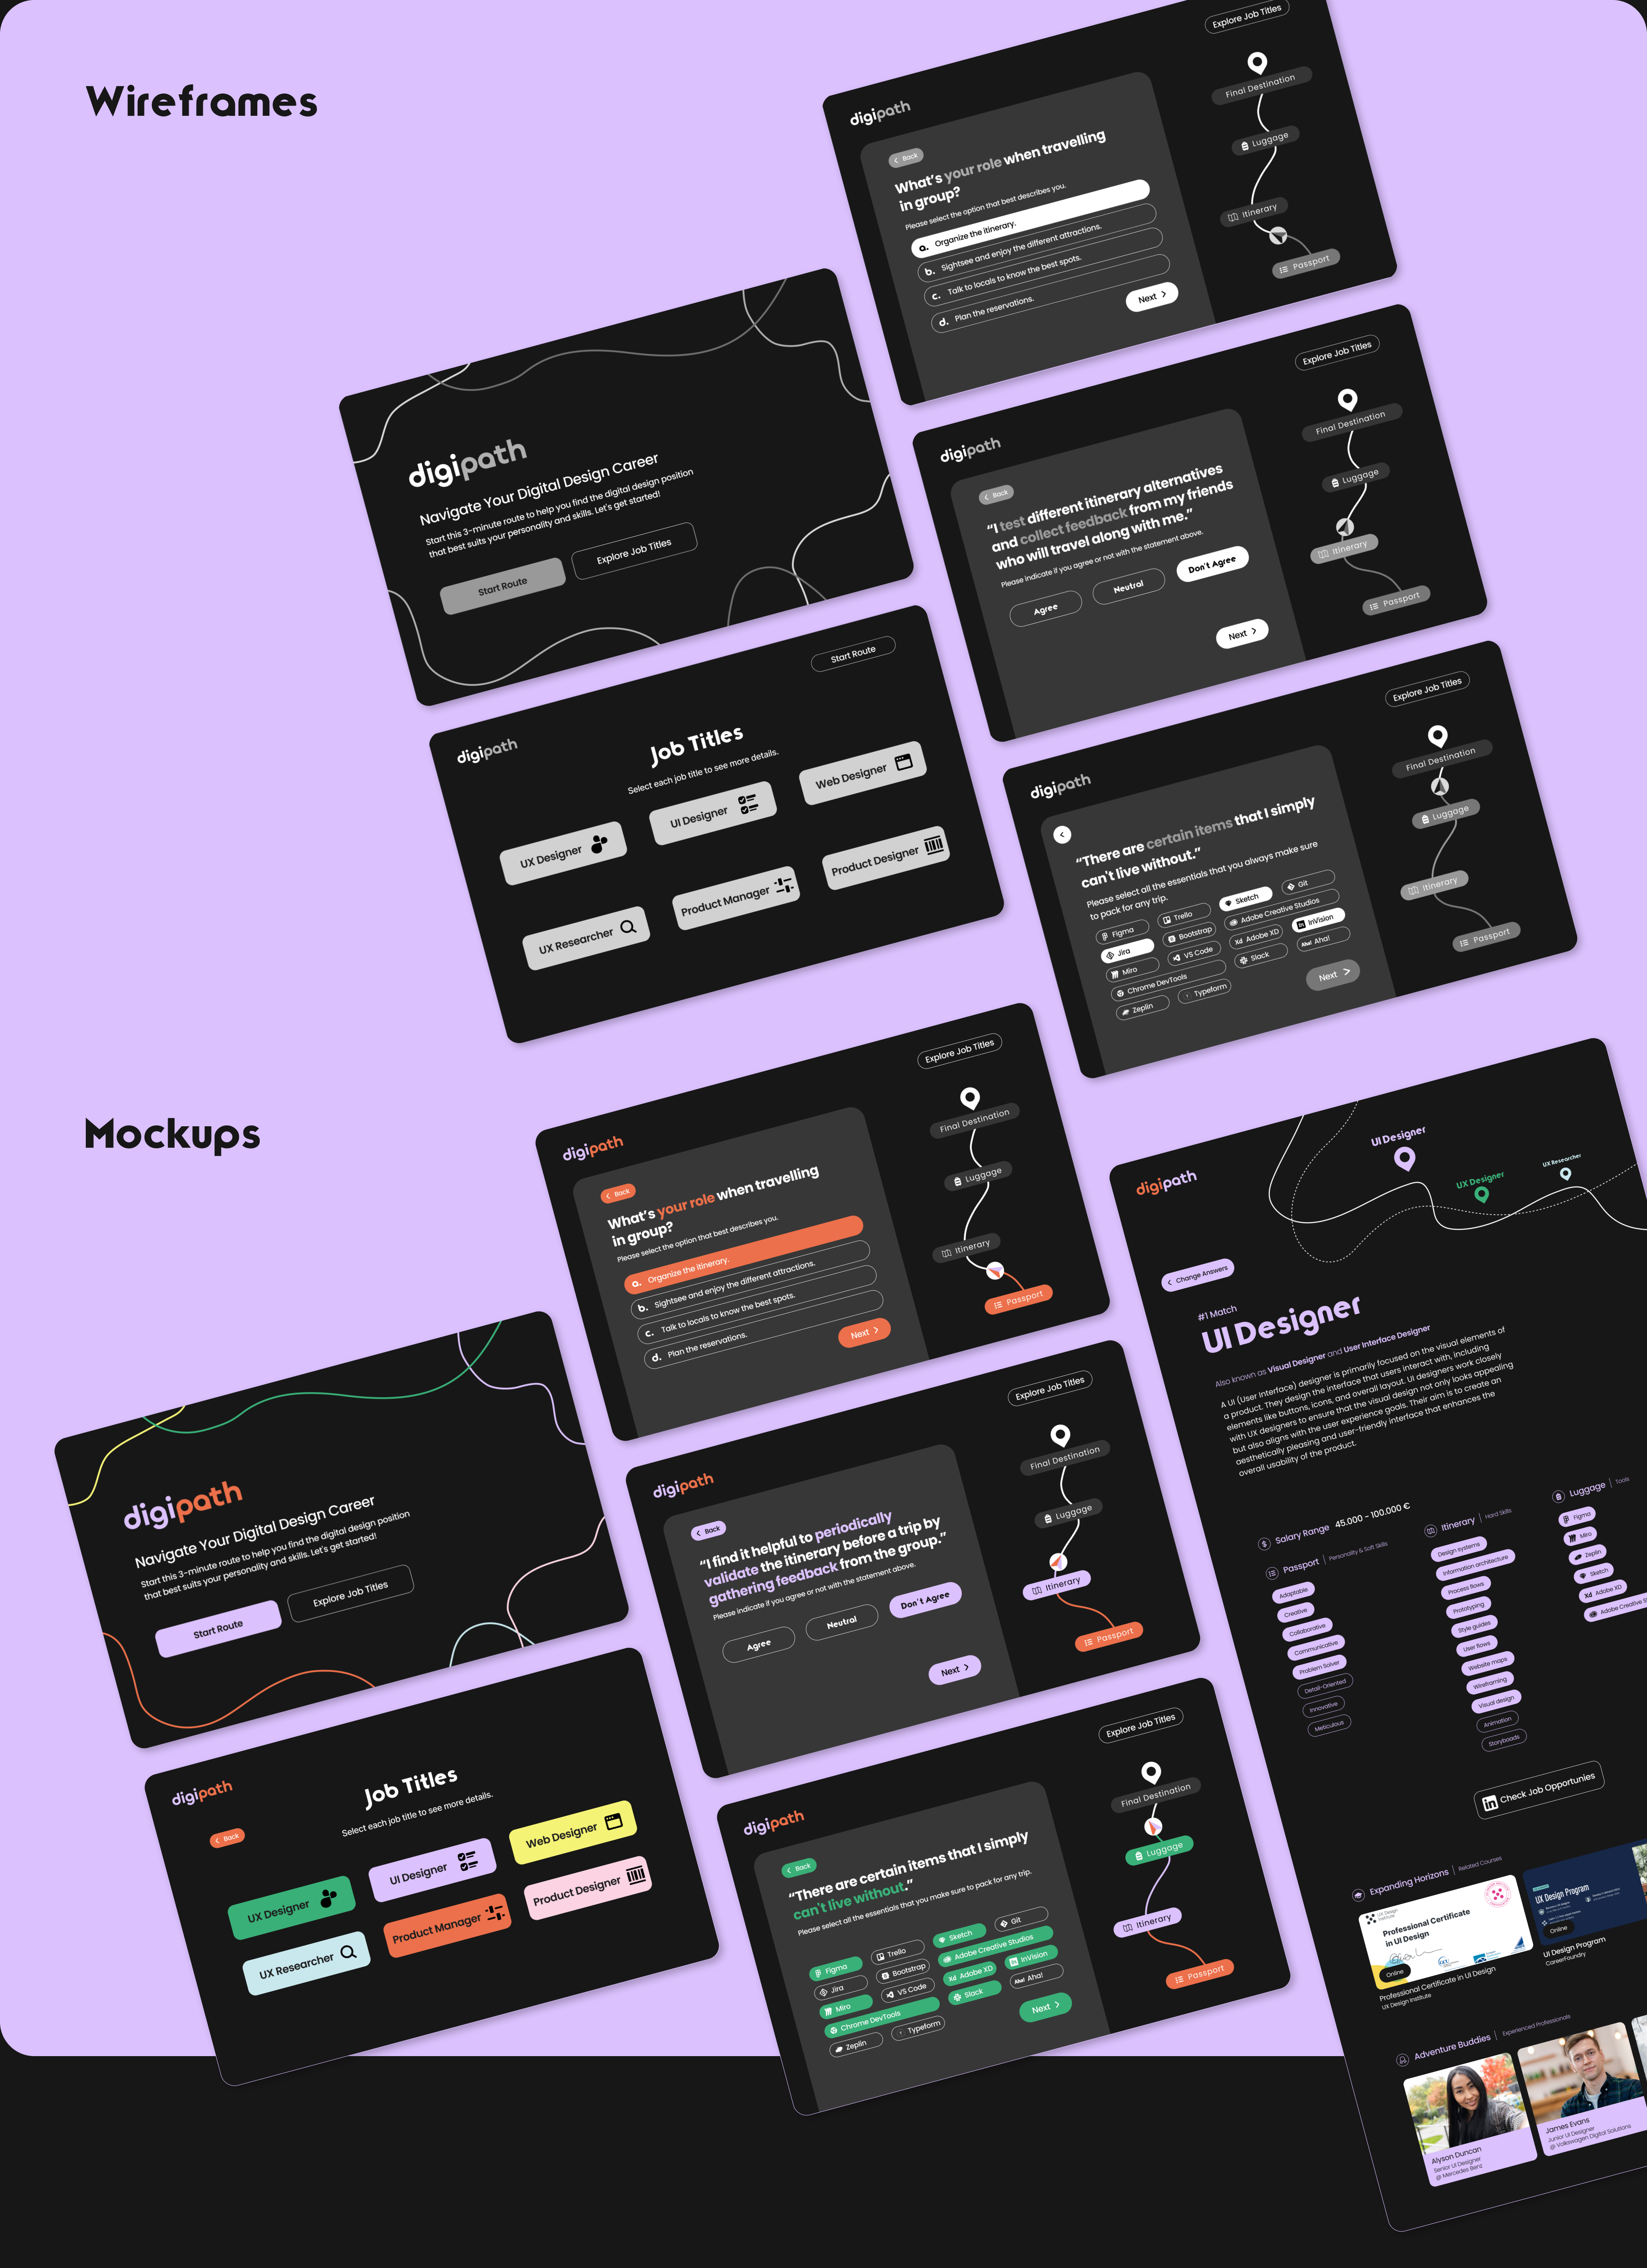 Wireframes
Explore Job Titles
digipath
Back
What's your role when travelling
in group?
Please select the option that best describes you.
a. Organize the itinerary.
b. Sightsee and enjoy the different attractions.
c. Talk to locals to know the best spots.
d. Plan the reservations.
Next
Final Destination
Luggage
Itinerary
Passport
digipath
Navigate Your Digital Design Career
Start this 3-minute route to help you find the digital design position
that best suits your personality and skills. Let's get started!
Start Route
Explore Job Titles
Explore Job Titles
digipath
Back
“I test different itinerary alternatives
and collect feedback from my friends
who will travel along with me.”
Please indicate if you agree or not with the statement above.
Agree
Neutral
Don't Agree
Next
Final Destination
Luggage
Itinerary
Passport
Start Route
digipath
Job Titles
Select each job title to see more details.
UX Designer
UI Designer
Web Designer
UX Researcher
Product Manager
Product Designer
Explore Job Titles
digipath
“There are certain items that I simply
can't live without.”
Please select all the essentials that you always make sure
to pack for any trip.
Figma
Trello
Sketch
Git
Jira
Bootstrap
Adobe Creative Studios
Miro
VS Code
Xd Adobe XD
InVision
Chrome DevTools
Slack
Aha! Aha!
Zeplin
Typeform
Next
Final Destination
Luggage
Itinerary
Passport
Mockups
Explore Job Titles
digipath
Back
What's your role when travelling
in group?
Please select the option that best describes you.
a. Organize the itinerary.
b. Sightsee and enjoy the different attractions.
c. Talk to locals to know the best spots.
d. Plan the reservations.
Next
Final Destination
Luggage
Itinerary
Passport
digipath
Navigate Your Digital Design Career
Start this 3-minute route to help you find the digital design position
that best suits your personality and skills. Let's get started!
Start Route
Explore Job Titles
Explore Job Titles
digipath
Back
“I find it helpful to periodically
validate the itinerary before a trip by
gathering feedback from the group.”
Please indicate if you agree or not with the statement above.
Agree
Neutral
Don't Agree
Next
Final Destination
Luggage
Itinerary
Passport
digipath
Back
Job Titles
Select each job title to see more details.
UX Designer
UI Designer
Web Designer
UX Researcher
Product Manager
Product Designer
Explore Job Titles
digipath
Back
“There are certain items that I simply
can't live without.”
Please select all the essentials that you make sure to pack for any trip.
Figma
Trello
Sketch
Git
Jira
Bootstrap
Adobe Creative Studios
Miro
VS Code
Xd Adobe XD
InVision
Chrome DevTools
Slack
Aha! Aha!
Zeplin
Typeform
Next
Final Destination
Luggage
Itinerary
Passport
digipath
UI Designer
UX Designer
UX Researcher
Change Answers
#1 Match
UI Designer
Also known as Visual Designer and User Interface Designer
A UI (User Interface) designer is primarily focused on the visual elements of
a product. They design the interface that users interact with, including
elements like buttons, icons, and overall layout. UI designers work closely
with UX designers to ensure that the visual design not only looks appealing
but also aligns with the user experience goals. Their aim is to create an
aesthetically pleasing and user-friendly interface that enhances the
overall usability of the product.
Salary Range 45.000 - 100.000 €
Passport | Personality & Soft Skills
Adaptable
Creative
Collaborative
Communicative
Problem Solver
Detail-Oriented
Innovative
Meticulous
Itinerary | Hard Skills
Design systems
Information architecture
Process flows
Prototyping
Style guides
User flows
Website maps
Wireframing
Visual design
Animation
Storyboads
Luggage | Tools
Figma
Miro
Zeplin
Sketch
Xd Adobe XD
Adobe Creative S
in Check Job Opportunies
Expanding Horizons | Related Courses
UX Design
Institute
Professional Certificate
in UI Design
Online
Professional Certificate in UI Design
UX Design Institute
UX Design Program
Online
UI Design Program
CareerFoundry
Adventure Buddies | Experienced Professionals
Alyson Duncan
Senior UI Designer
@ Mercedes Benz
James Evans
Junior UI Designer
@ Volkswagen Digital Solutions